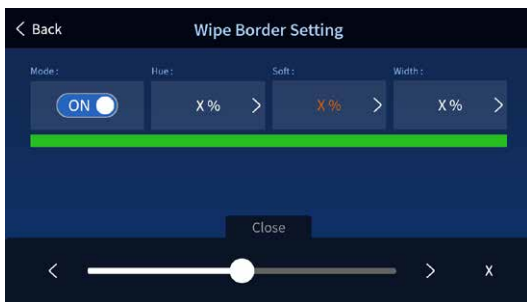 < Back
Wipe Border Setting
Mode :
Hue :
Soft :
Width :
ON
X %
>
X %
>
X %
>
Close
<
>
X